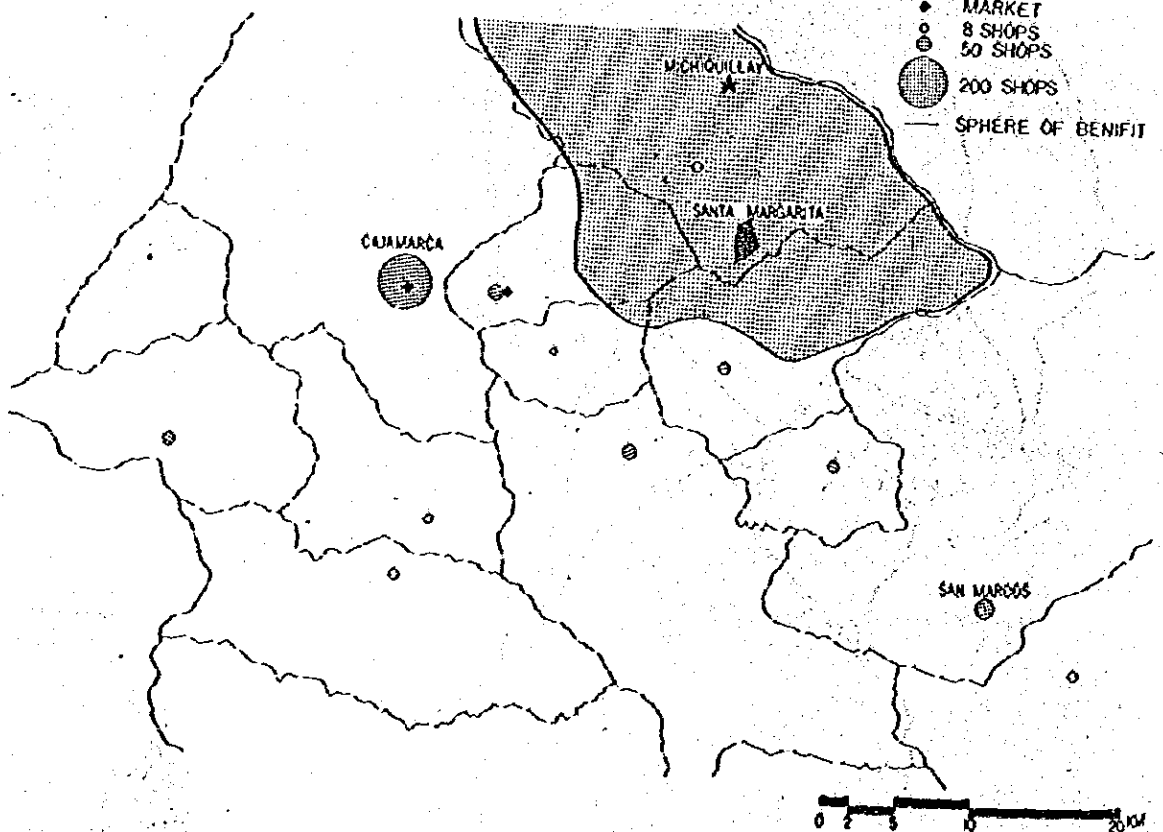 MARKET
8 SHOPS
50 SHOPS
200 SHOPS
SPHERE OF BENIFIT
MICHIQUILLAY
SANTA MARGARITA
CAJAMARCA
SAN MARCOS
0 2 5 10 20 KM